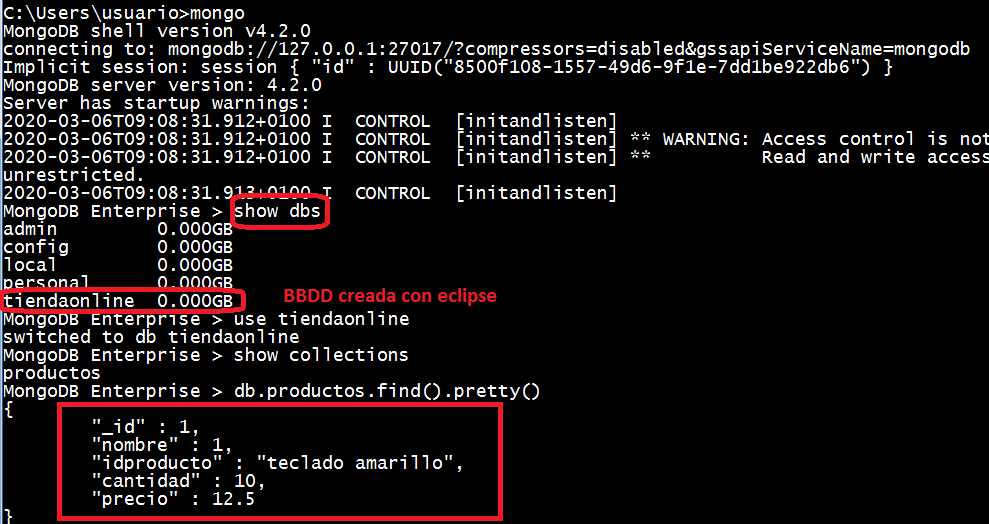 C:\Users\usuario>mongo
MongoDB shell version v4.2.0
connecting to: mongodb://127.0.0.1:27017/?compressors=disabled&gssapiServiceName=mongodb
Implicit session: session { "id" : UUID("8500f108-1557-49d6-9f1e-7dd1be922db6") }
MongoDB server version: 4.2.0
Server has startup warnings:
2020-03-06T09:08:31.912+0100 I  CONTROL  [initandlisten]
2020-03-06T09:08:31.912+0100 I  CONTROL  [initandlisten] ** WARNING: Access control is not
2020-03-06T09:08:31.912+0100 I  CONTROL  [initandlisten] **          Read and write access
unrestricted.
2020-03-06T09:08:31.913+0100 I  CONTROL  [initandlisten]
MongoDB Enterprise > show dbs
admin       0.000GB
config      0.000GB
local       0.000GB
personal    0.000GB
tiendaonline  0.000GB BBDD creada con eclipse
MongoDB Enterprise > use tiendaonline
switched to db tiendaonline
MongoDB Enterprise > show collections
productos
MongoDB Enterprise > db.productos.find().pretty()
{
        "_id" : 1,
        "nombre" : 1,
        "idproducto" : "teclado amarillo",
        "cantidad" : 10,
        "precio" : 12.5
}